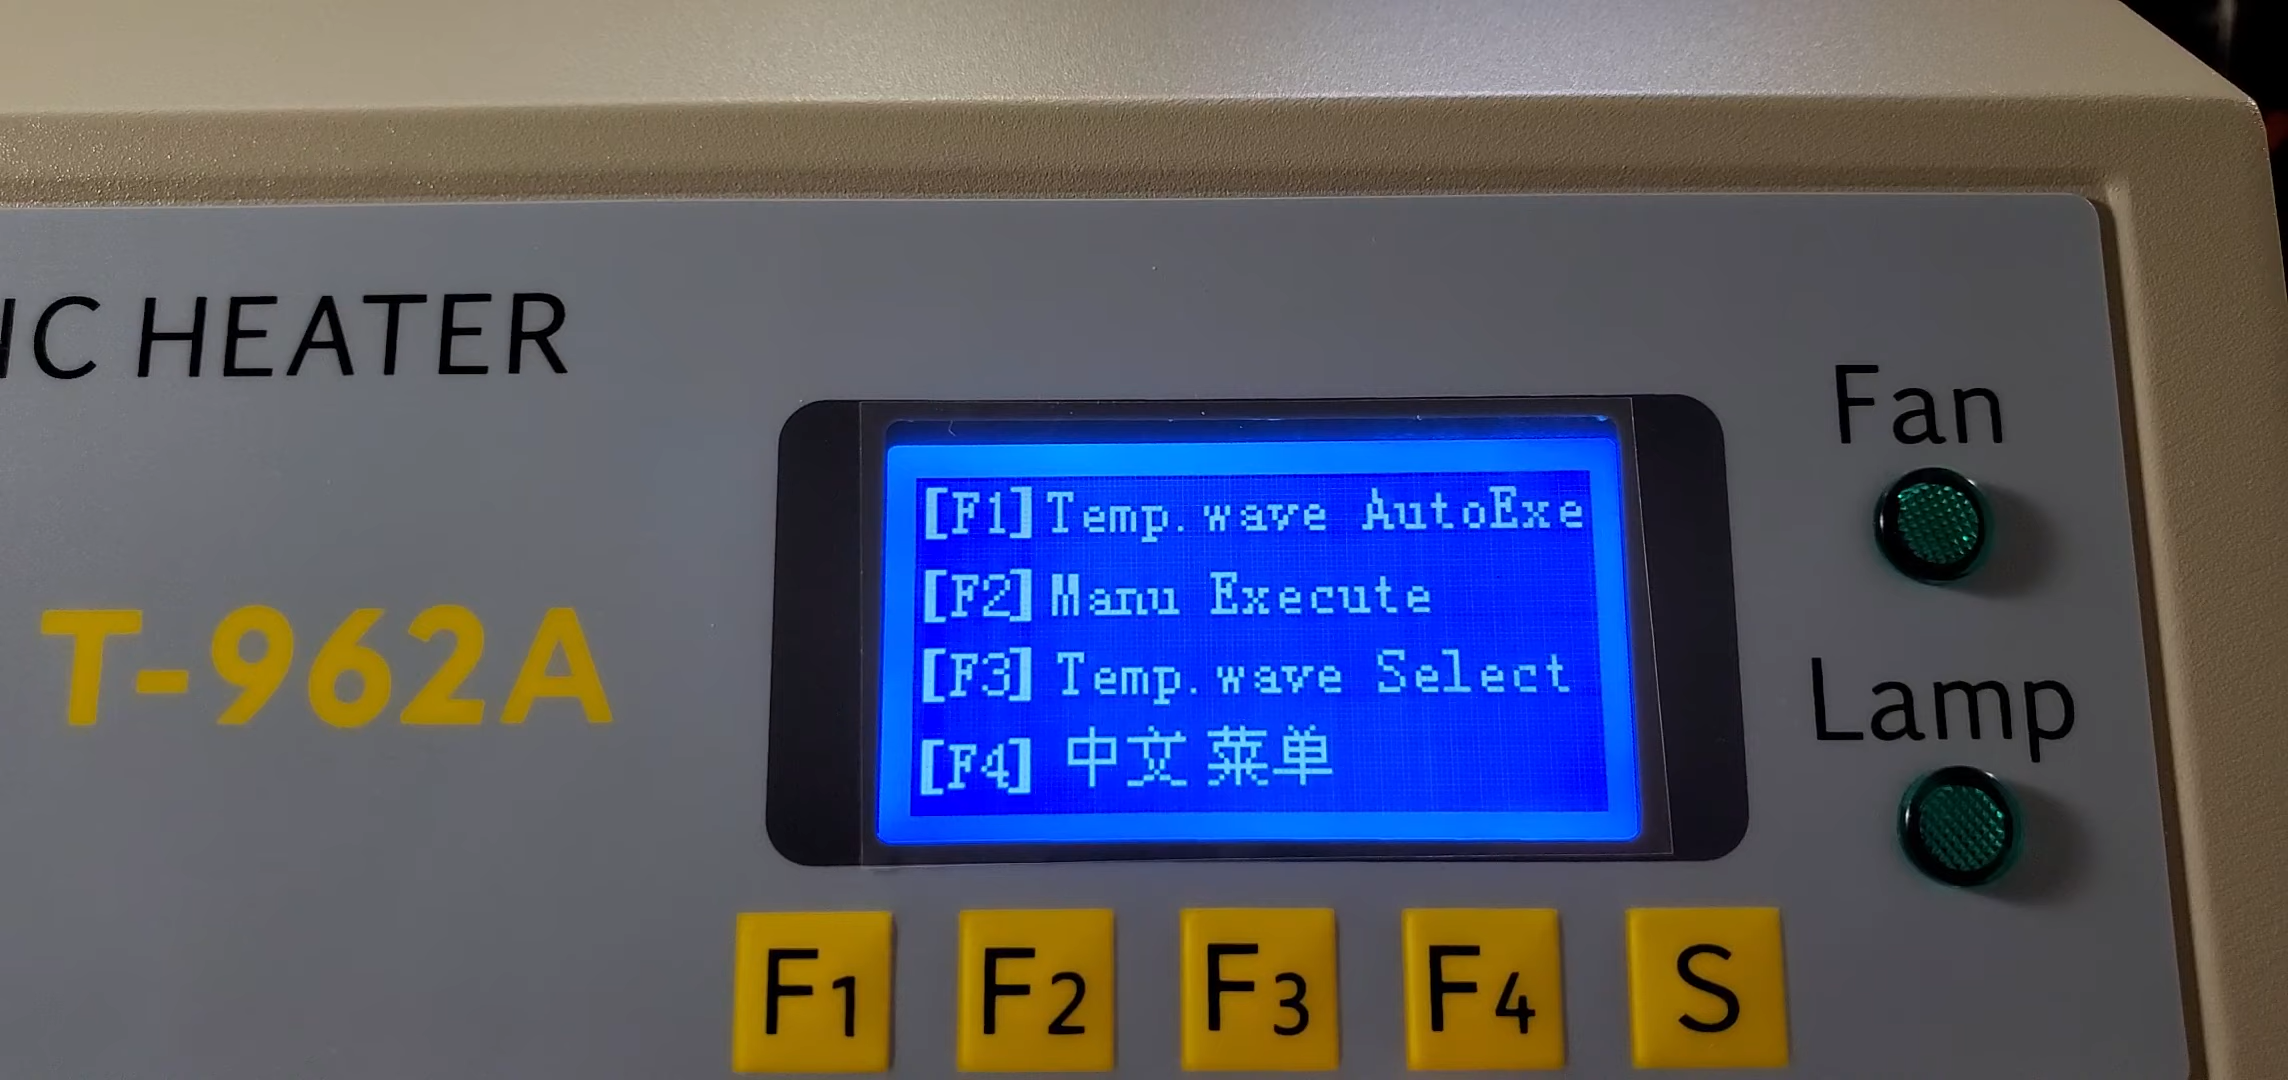 IC HEATER
T-962A
[F1]Temp.wave AutoExe
[F2]Manu Execute
[F3]Temp.wave Select
[F4]中文菜单
Fan
Lamp
F1 F2 F3 F4 S